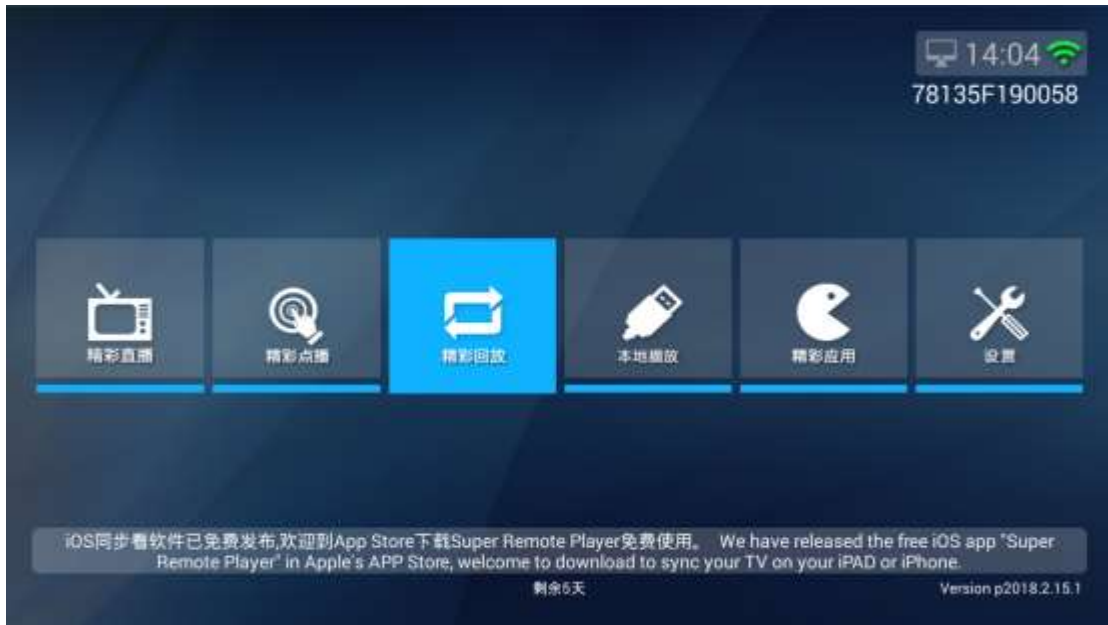 14:04
78135F190058
精彩直播
精彩点播
精彩回放
本地播放
精彩应用
设置
iOS同步看软件已免费发布,欢迎到App Store下载Super Remote Player免费使用。 We have released the free iOS app "Super
Remote Player" in Apple's APP Store, welcome to download to sync your TV on your iPAD or iPhone.
剩余5天
Version p2018.2.15.1